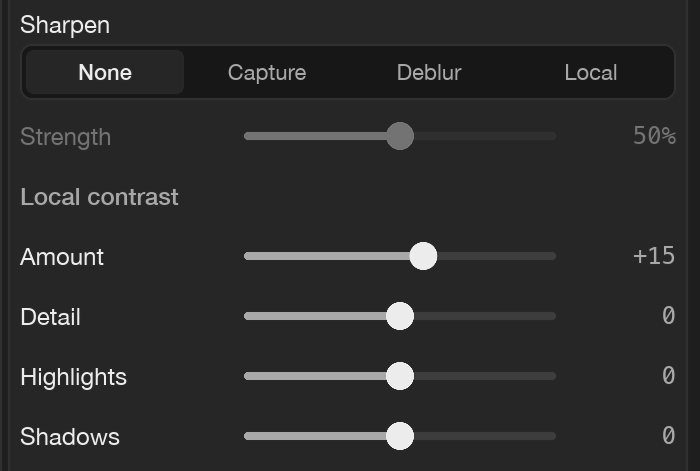 Sharpen
None Capture Deblur Local
Strength 50%
Local contrast
Amount +15
Detail 0
Highlights 0
Shadows 0